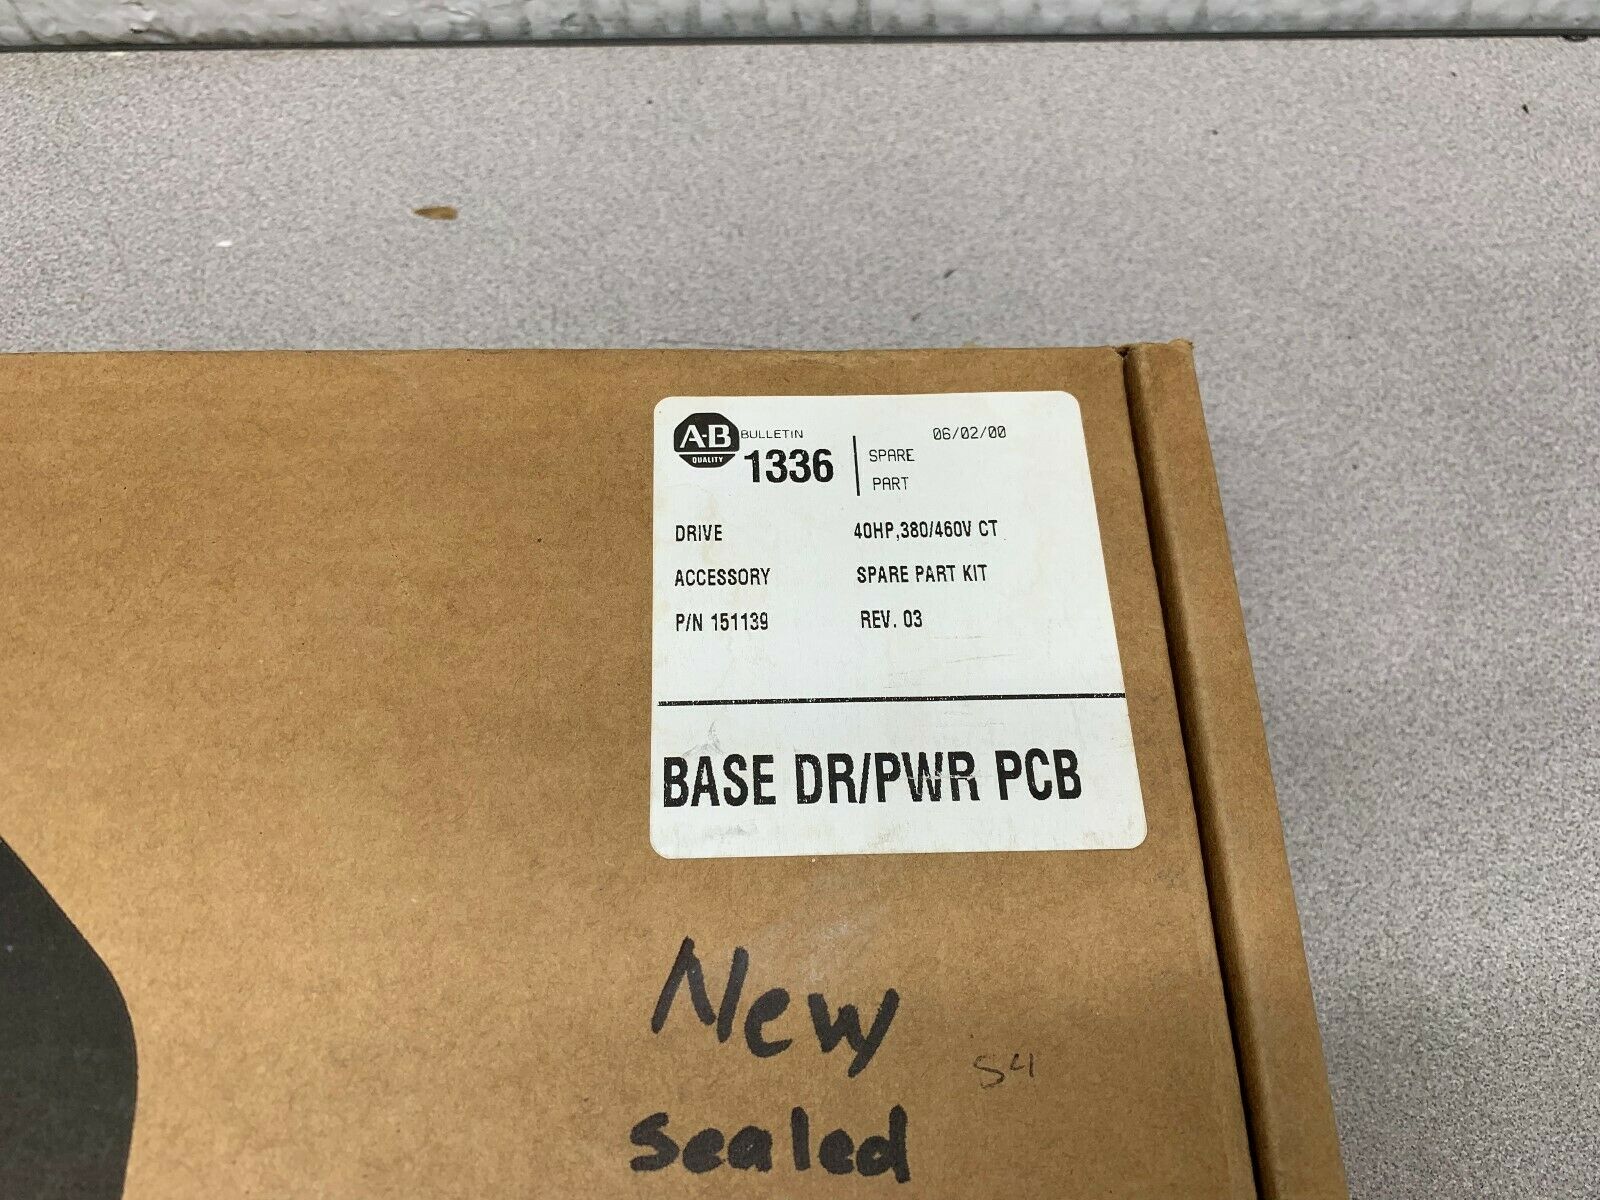 A-B
QUALITY
BULLETIN
1336
SPARE
PART
06/02/00
DRIVE 40HP,380/460V CT
ACCESSORY SPARE PART KIT
P/N 151139 REV. 03
BASE DR/PWR PCB
New
S4
sealed